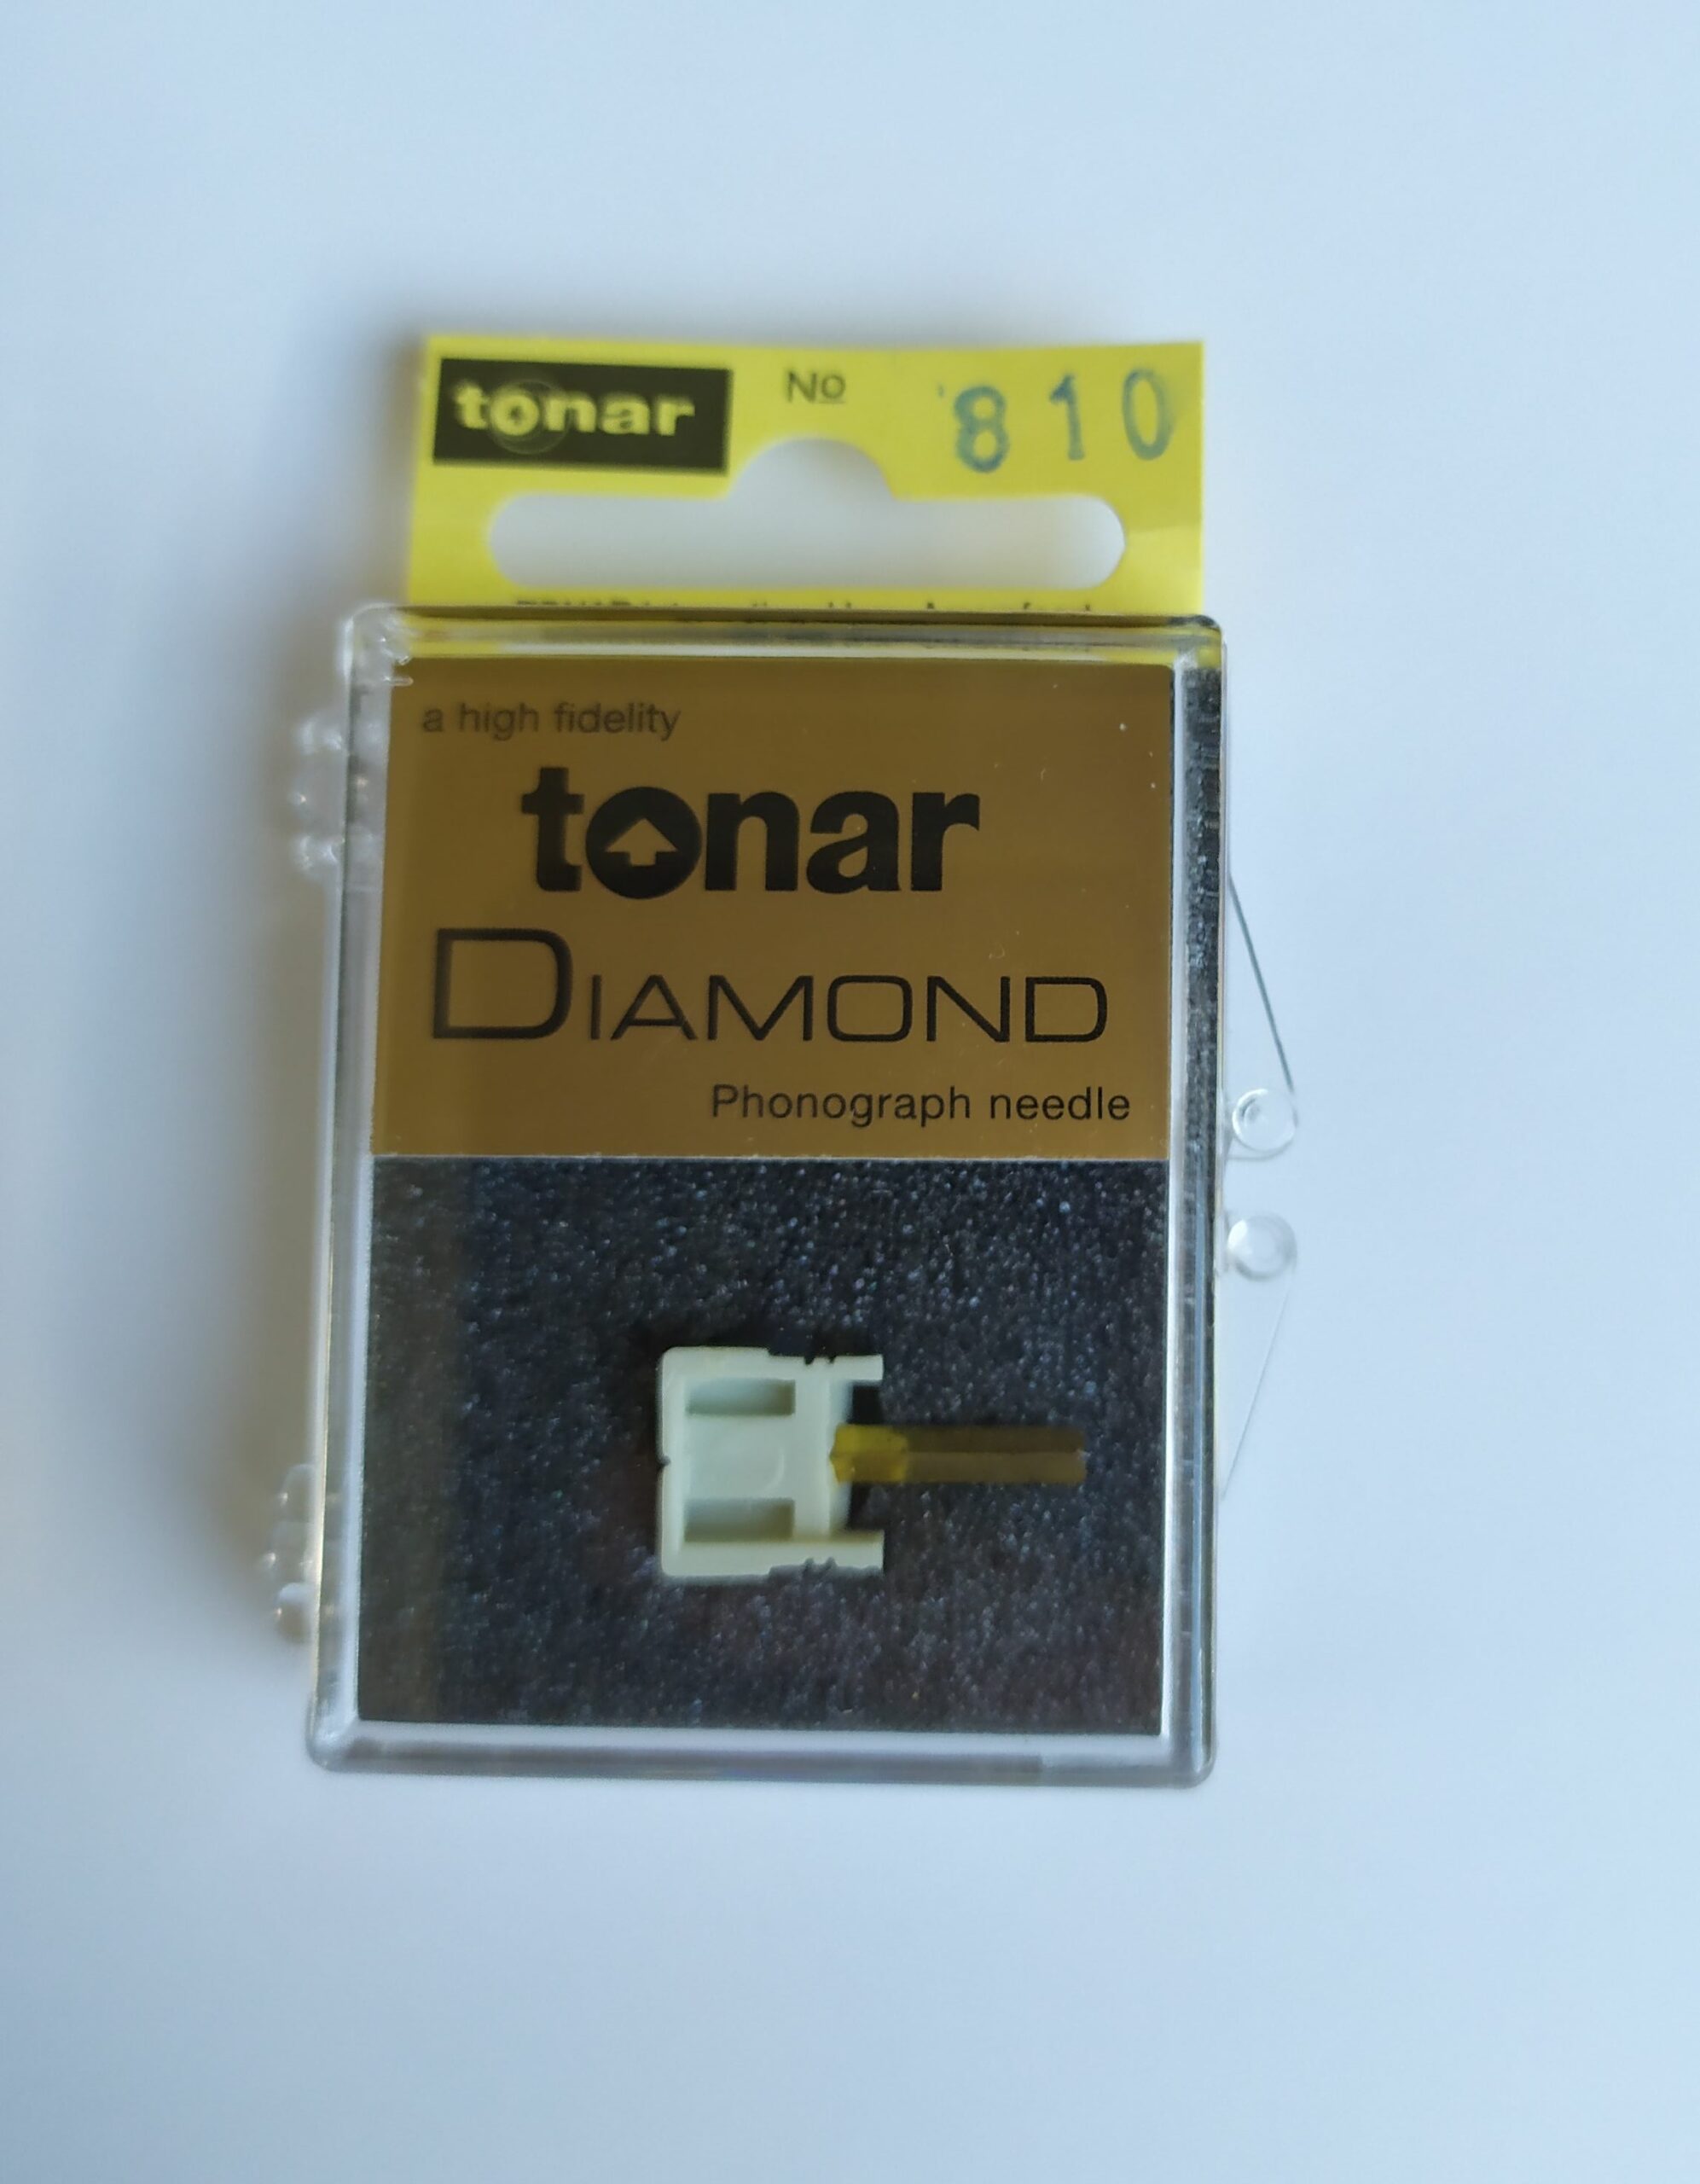 tonar No 810
a high fidelity
tonar
DIAMOND
Phonograph needle